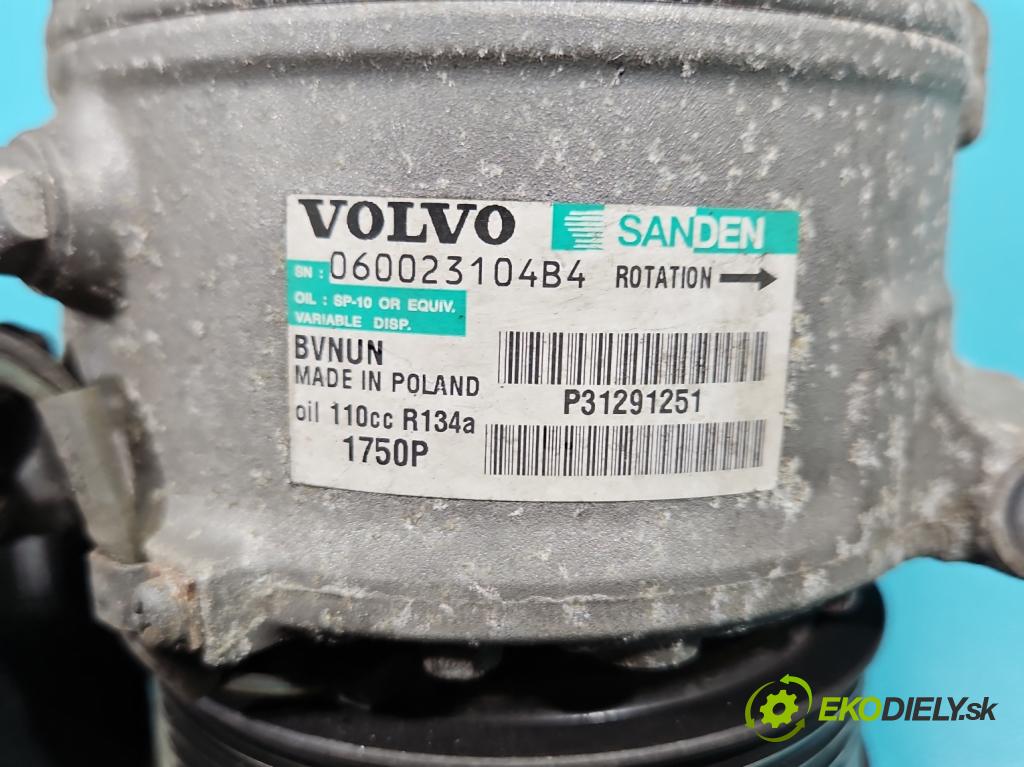 VOLVO SANDEN
SN : 060023104B4 ROTATION
OIL : SP-10 OR EQUIV.
VARIABLE DISP.
BVNUN
MADE IN POLAND
P31291251
oil 110cc R134a
1750P
EKODIELY.sk